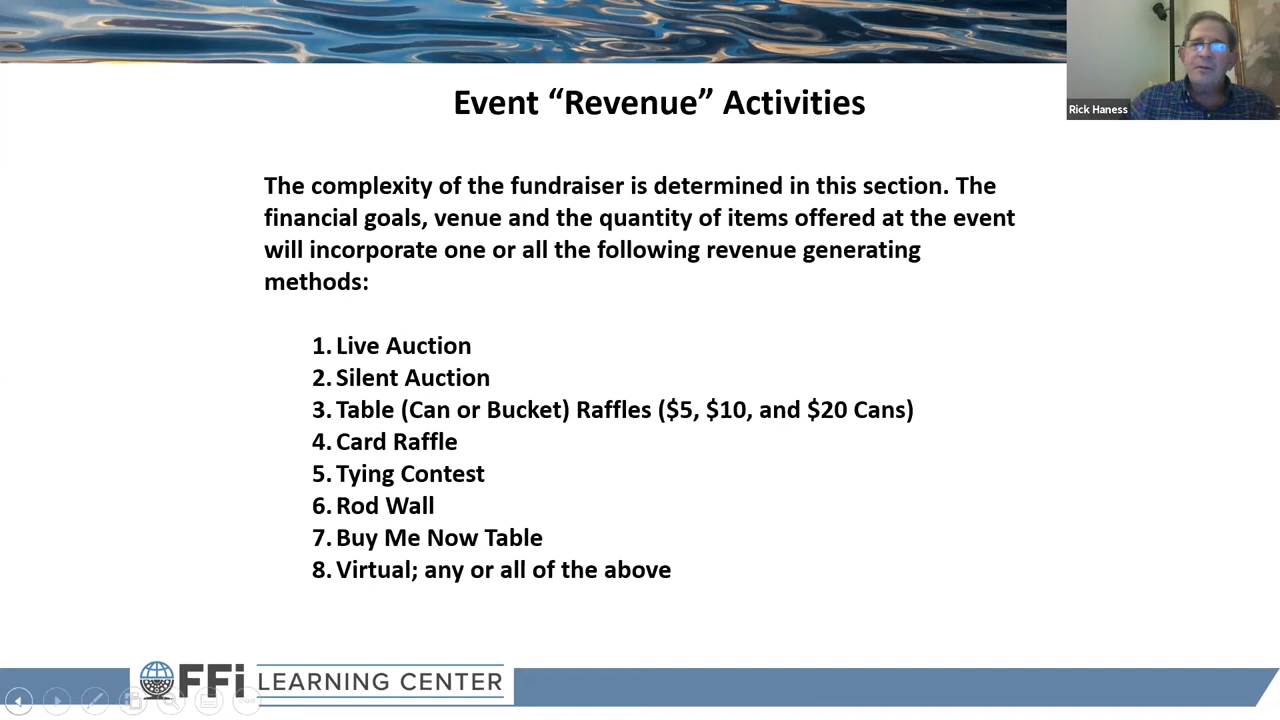 Event “Revenue” Activities
Rick Haness
The complexity of the fundraiser is determined in this section. The
financial goals, venue and the quantity of items offered at the event
will incorporate one or all the following revenue generating
methods:
1. Live Auction
2. Silent Auction
3. Table (Can or Bucket) Raffles ($5, $10, and $20 Cans)
4. Card Raffle
5. Tying Contest
6. Rod Wall
7. Buy Me Now Table
8. Virtual; any or all of the above
FFi LEARNING CENTER